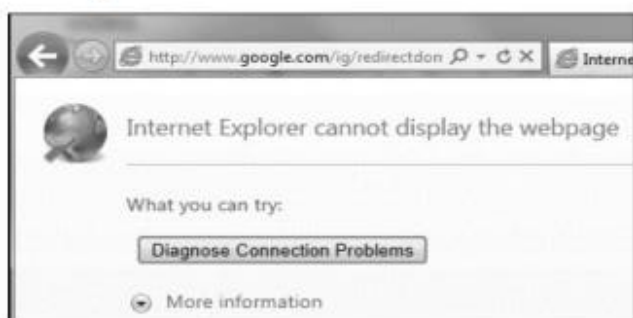 http://www.google.com/ig/redirectdon
Interne
Internet Explorer cannot display the webpage
What you can try:
Diagnose Connection Problems
More information